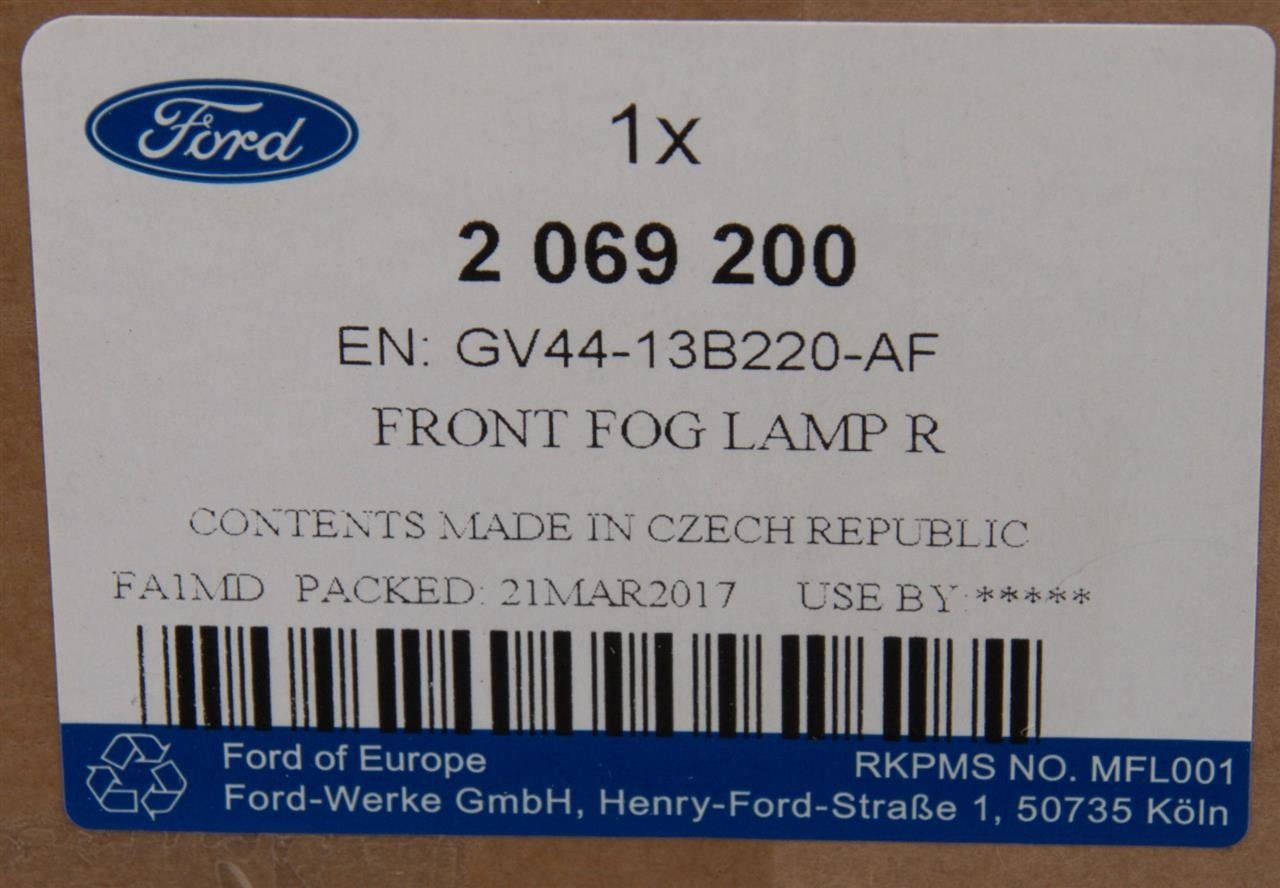 Ford
1x
2 069 200
EN: GV44-13B220-AF
FRONT FOG LAMP R
CONTENTS MADE IN CZECH REPUBLIC
FA1MD PACKED: 21MAR2017 USE BY:*****
Ford of Europe
RKPMS NO. MFL001
Ford-Werke GmbH, Henry-Ford-Straße 1, 50735 Köln